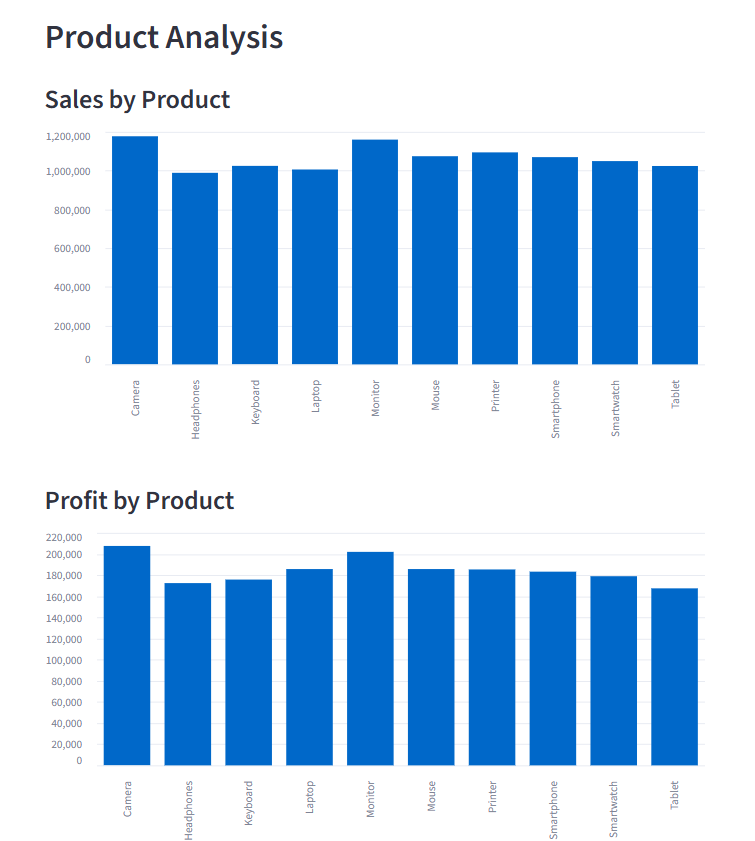 Product Analysis
Sales by Product
1,200,000
1,000,000
800,000
600,000
400,000
200,000
0
Camera
Headphones
Keyboard
Laptop
Monitor
Mouse
Printer
Smartphone
Smartwatch
Tablet
Profit by Product
220,000
200,000
180,000
160,000
140,000
120,000
100,000
80,000
60,000
40,000
20,000
0
Camera
Headphones
Keyboard
Laptop
Monitor
Mouse
Printer
Smartphone
Smartwatch
Tablet